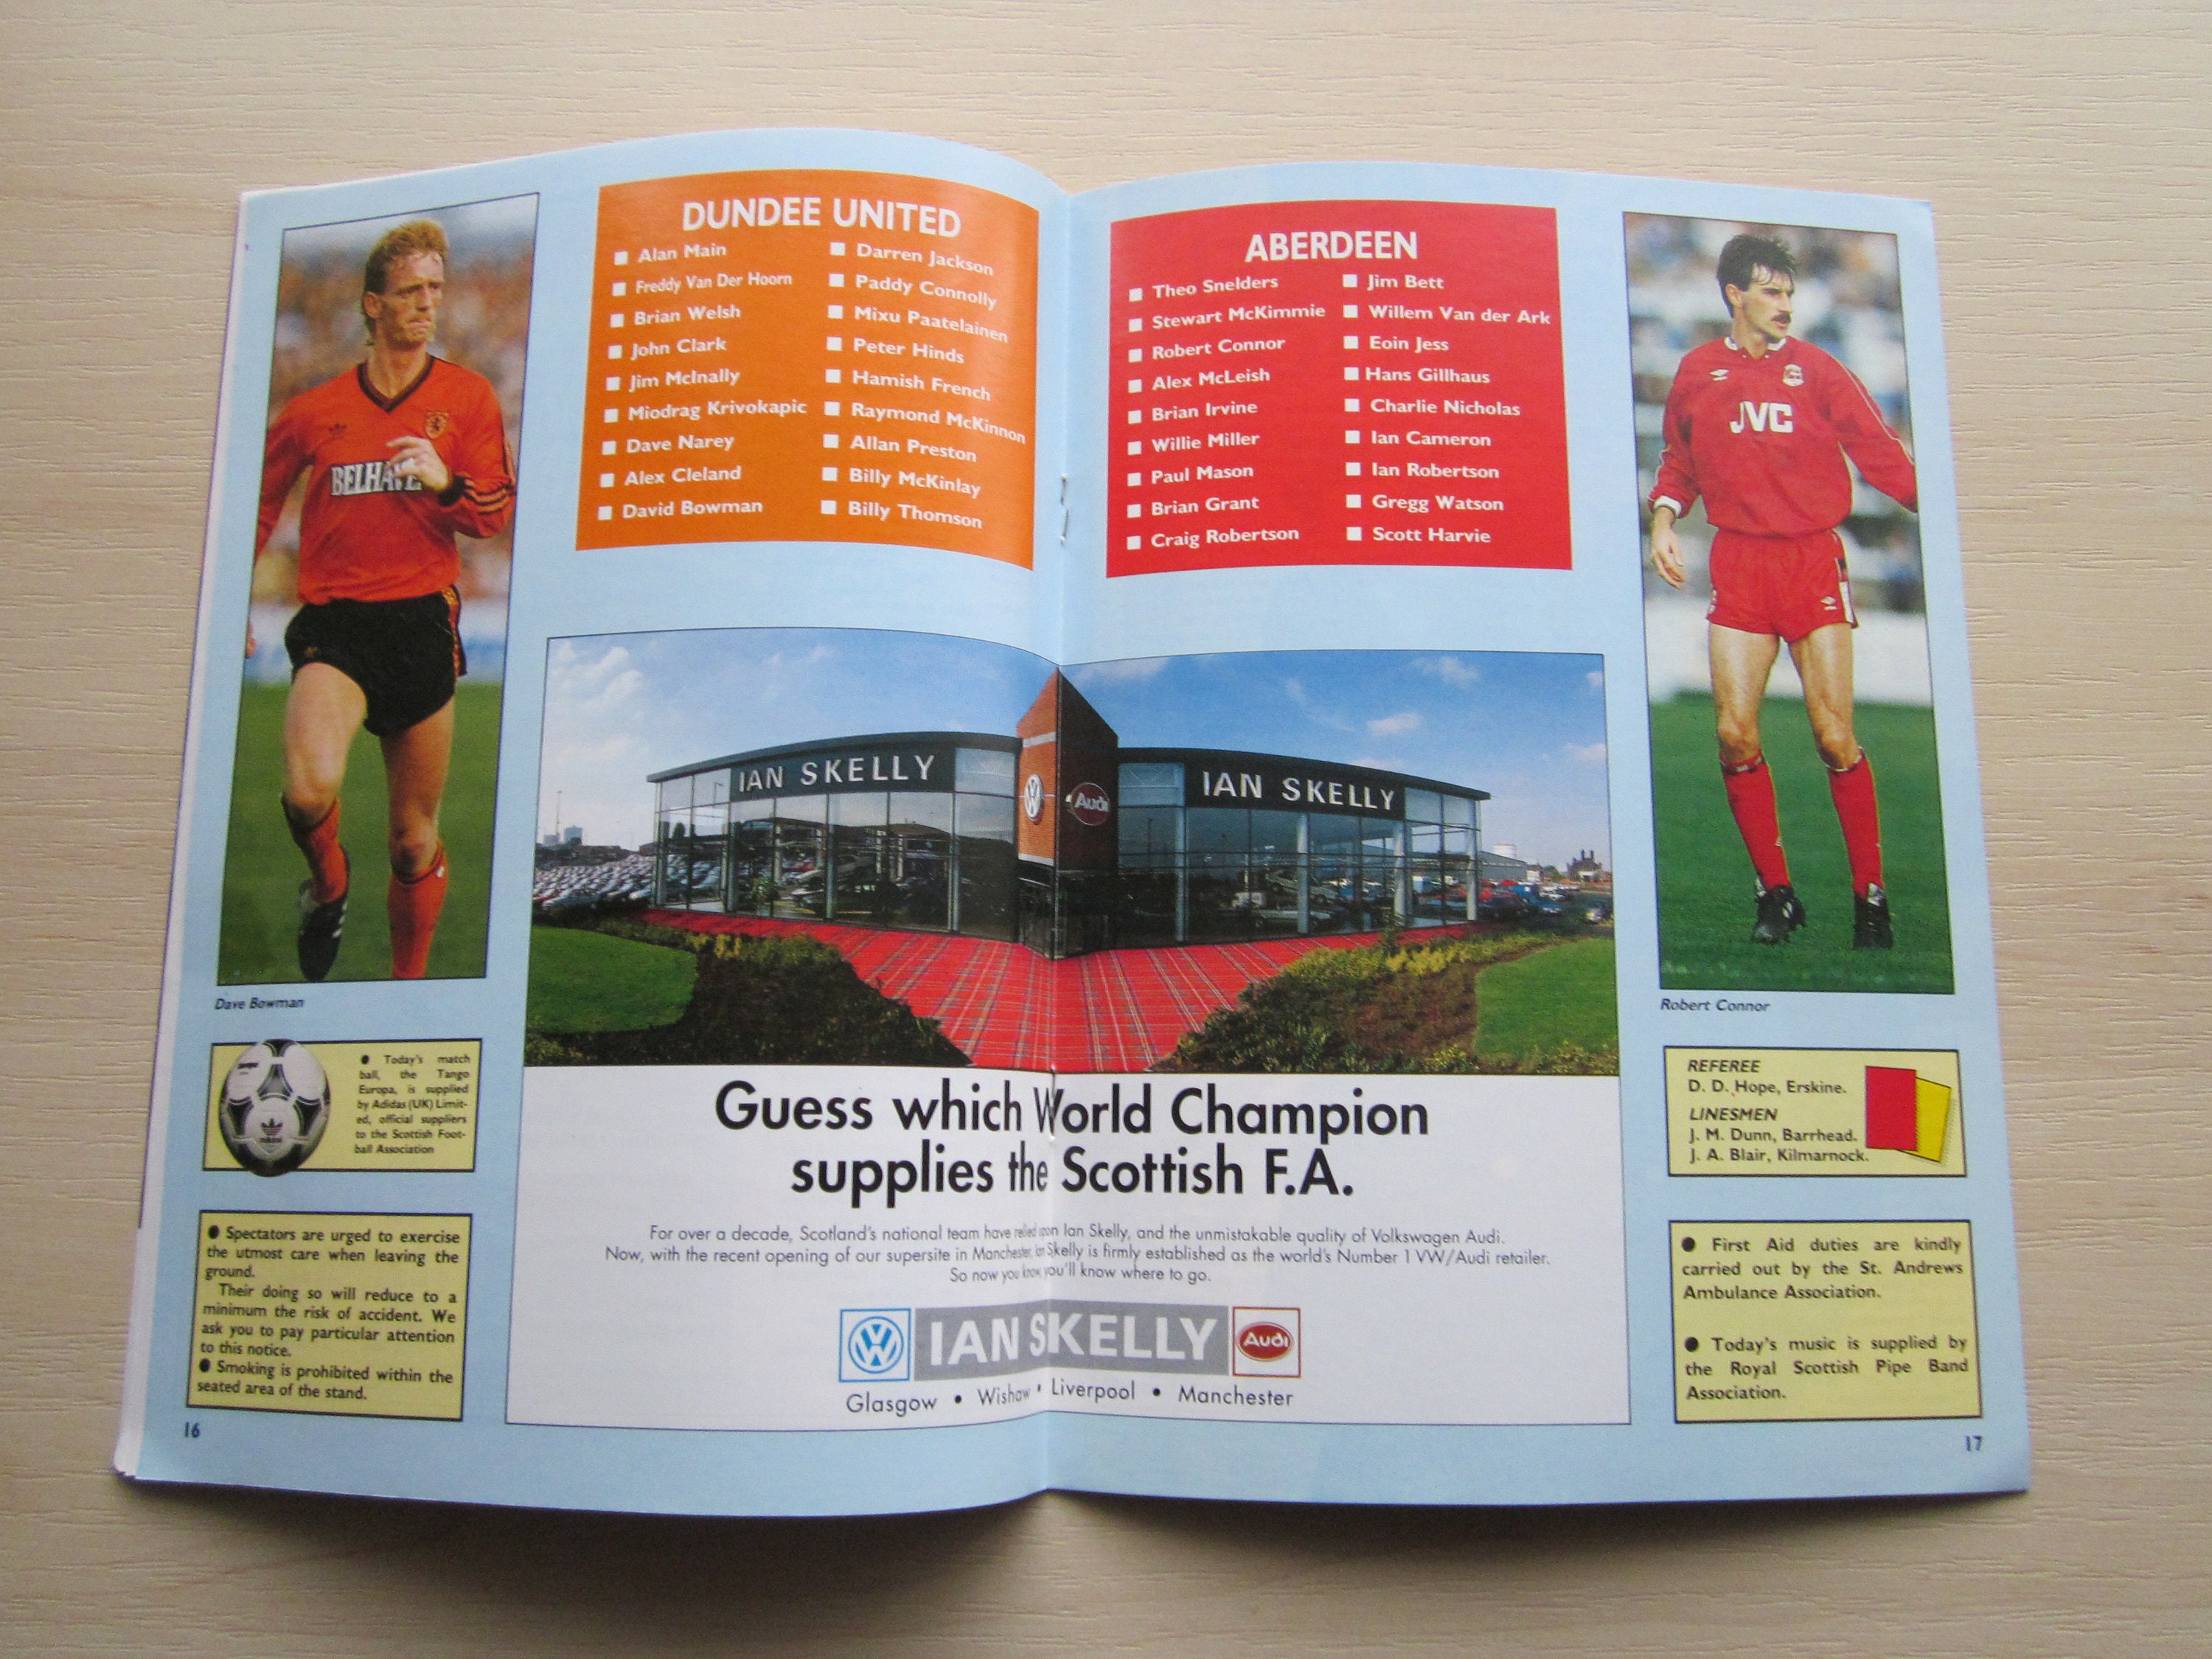 DUNDEE UNITED
Alan Main
Freddy Van Der Hoorn
Brian Welsh
John Clark
Jim McInally
Miodrag Krivokapic
Dave Narey
Alex Cleland
David Bowman
Darren Jackson
Paddy Connolly
Mixu Paatelainen
Peter Hinds
Hamish French
Raymond McKinnon
Allan Preston
Billy McKinlay
Billy Thomson
BELHAVE
Dave Bowman
● Today's match
ball, the Tango
Europa, is supplied
by Adidas (UK) Limit-
ed, official suppliers
to the Scottish Foot-
ball Association
● Spectators are urged to exercise
the utmost care when leaving the
ground.
Their doing so will reduce to a
minimum the risk of accident. We
ask you to pay particular attention
to this notice.
● Smoking is prohibited within the
seated area of the stand.
16
ABERDEEN
Theo Snelders
Stewart McKimmie
Robert Connor
Alex McLeish
Brian Irvine
Willie Miller
Paul Mason
Brian Grant
Craig Robertson
Jim Bett
Willem Van der Ark
Eoin Jess
Hans Gillhaus
Charlie Nicholas
Ian Cameron
Ian Robertson
Gregg Watson
Scott Harvie
JVC
Robert Connor
IAN SKELLY
Audi
IAN SKELLY
Guess which World Champion
supplies the Scottish F.A.
For over a decade, Scotland's national team have relied upon Ian Skelly, and the unmistakable quality of Volkswagen Audi.
Now, with the recent opening of our supersite in Manchester, Ian Skelly is firmly established as the world's Number 1 VW/Audi retailer.
So now you know, you'll know where to go.
IAN SKELLY
Audi
Glasgow • Wishaw • Liverpool • Manchester
REFEREE
D. D. Hope, Erskine.
LINESMEN
J. M. Dunn, Barrhead.
J. A. Blair, Kilmarnock.
● First Aid duties are kindly
carried out by the St. Andrews
Ambulance Association.
● Today's music is supplied by
the Royal Scottish Pipe Band
Association.
17